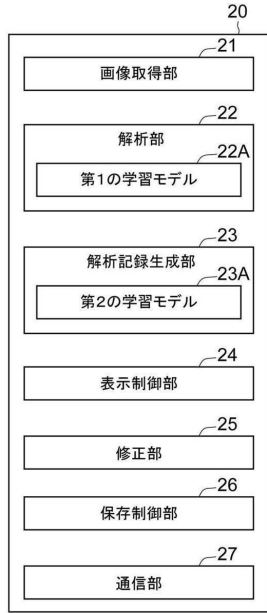 20
21
画像取得部
22
解析部
22A
第1の学習モデル
23
解析記録生成部
23A
第2の学習モデル
24
表示制御部
25
修正部
26
保存制御部
27
通信部